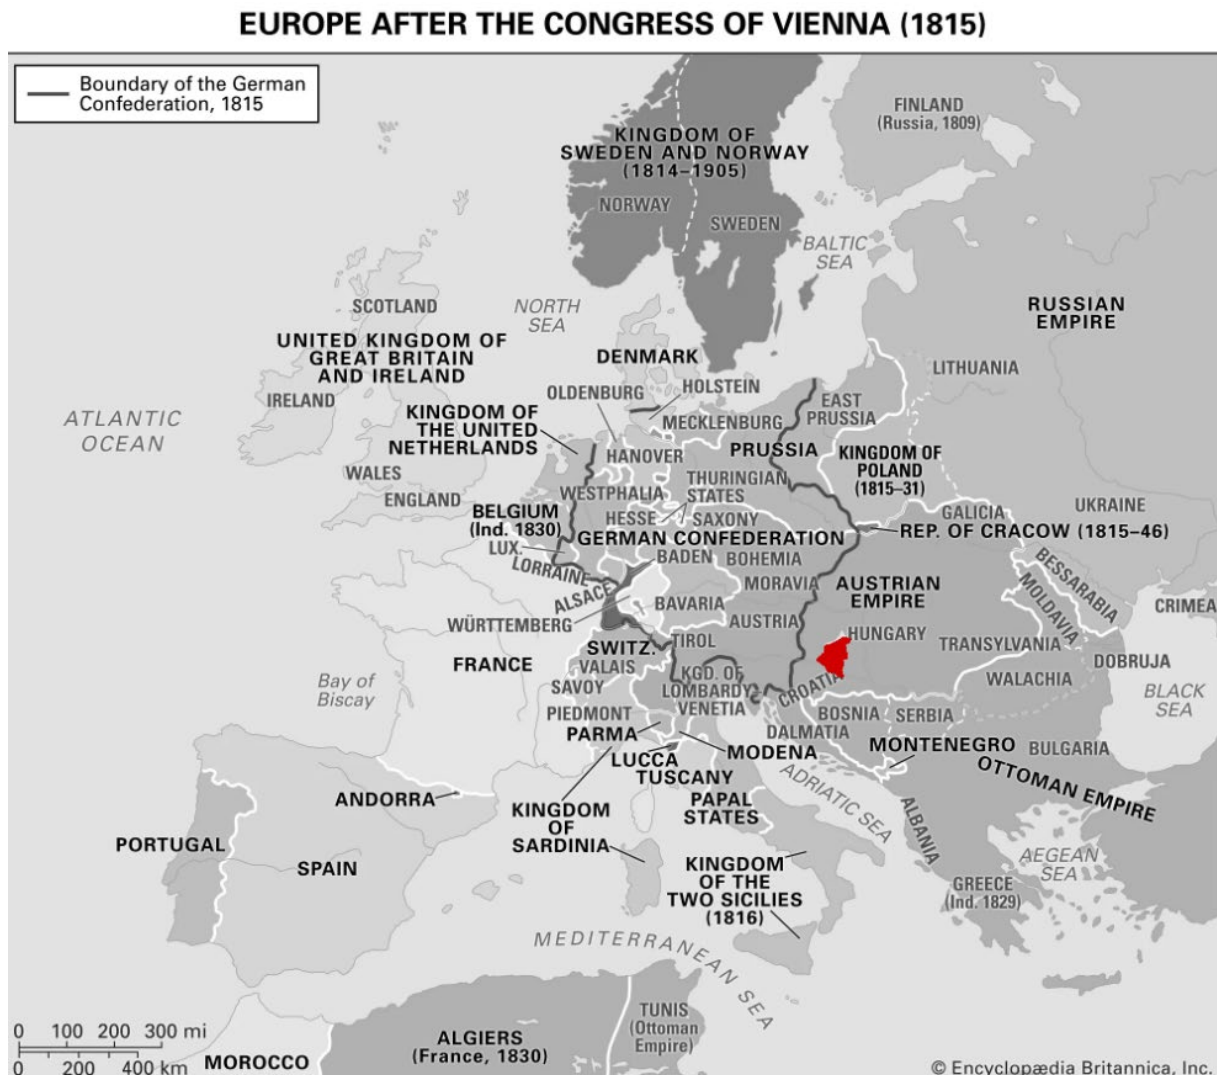 EUROPE AFTER THE CONGRESS OF VIENNA (1815)
Boundary of the German
Confederation, 1815
FINLAND
(Russia, 1809)
KINGDOM OF
SWEDEN AND NORWAY
(1814–1905)
NORWAY
SWEDEN
BALTIC
SEA
NORTH
SEA
SCOTLAND
RUSSIAN
EMPIRE
UNITED KINGDOM OF
GREAT BRITAIN
AND IRELAND
DENMARK
LITHUANIA
IRELAND
OLDENBURG
HOLSTEIN
EAST
PRUSSIA
ATLANTIC
OCEAN
KINGDOM OF
THE UNITED
NETHERLANDS
MECKLENBURG
PRUSSIA
HANOVER
KINGDOM OF
POLAND
(1815–31)
WALES
ENGLAND
WESTPHALIA
THURINGIAN
STATES
BELGIUM
(Ind. 1830)
HESSE
SAXONY
GALICIA
UKRAINE
REP. OF CRACOW (1815–46)
GERMAN CONFEDERATION
LUX.
LORRAINE
BADEN
BOHEMIA
BESSARABIA
MORAVIA
AUSTRIAN
EMPIRE
MOLDAVIA
ALSACE
BAVARIA
CRIMEA
WÜRTTEMBERG
AUSTRIA
HUNGARY
TRANSYLVANIA
TIROL
SWITZ.
VALAIS
FRANCE
DOBRUJA
WALACHIA
Bay of
Biscay
SAVOY
KGD. OF
LOMBARDY
VENETIA
CROATIA
BLACK
SEA
PIEDMONT
PARMA
BOSNIA
SERBIA
DALMATIA
MODENA
MONTENEGRO
BULGARIA
LUCCA
TUSCANY
OTTOMAN EMPIRE
ADRIATIC SEA
ANDORRA
KINGDOM
OF
SARDINIA
PAPAL
STATES
ALBANIA
PORTUGAL
SPAIN
AEGEAN
SEA
KINGDOM
OF THE
TWO SICILIES
(1816)
GREECE
(Ind. 1829)
MEDITERRANEAN SEA
TUNIS
(Ottoman
Empire)
0 100 200 300 mi
0 200 400 km
ALGIERS
(France, 1830)
MOROCCO
© Encyclopædia Britannica, Inc.